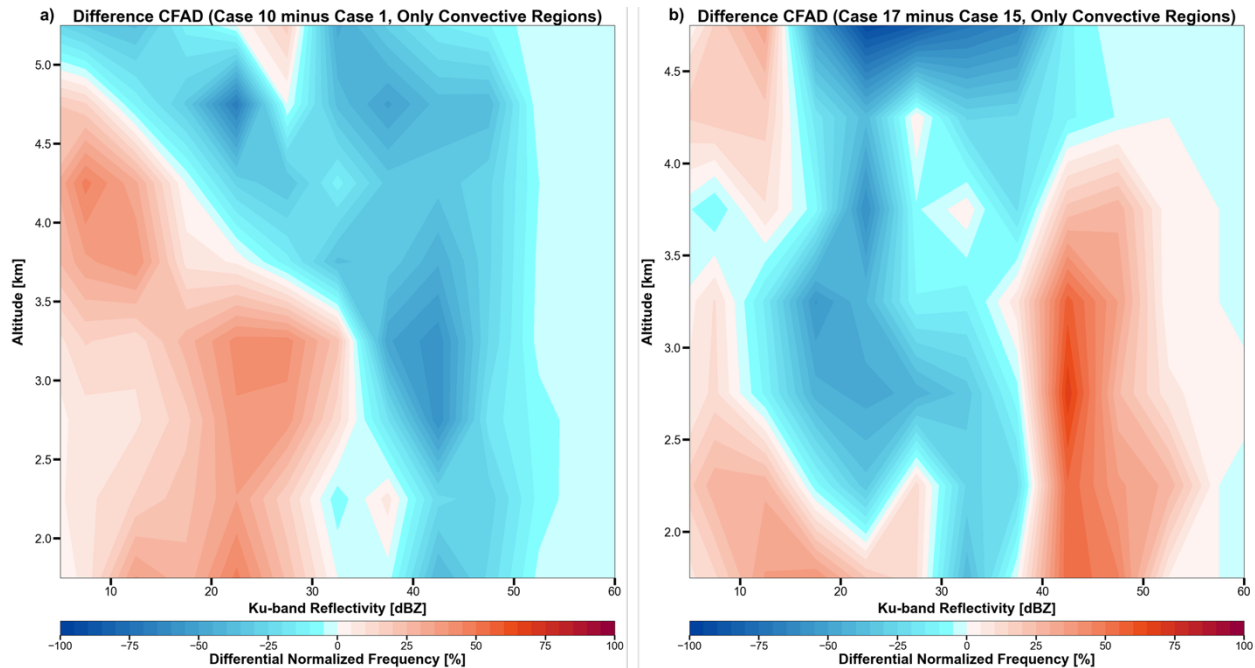 a) Difference CFAD (Case 10 minus Case 1, Only Convective Regions)
5.0
4.5
4.0
3.5
3.0
2.5
2.0
Altitude [km]
10 20 30 40 50 60
Ku-band Reflectivity [dBZ]
−100 −75 −50 −25 0 25 50 75 100
Differential Normalized Frequency [%]
b) Difference CFAD (Case 17 minus Case 15, Only Convective Regions)
4.5
4.0
3.5
3.0
2.5
2.0
Altitude [km]
10 20 30 40 50 60
Ku-band Reflectivity [dBZ]
−100 −75 −50 −25 0 25 50 75 100
Differential Normalized Frequency [%]